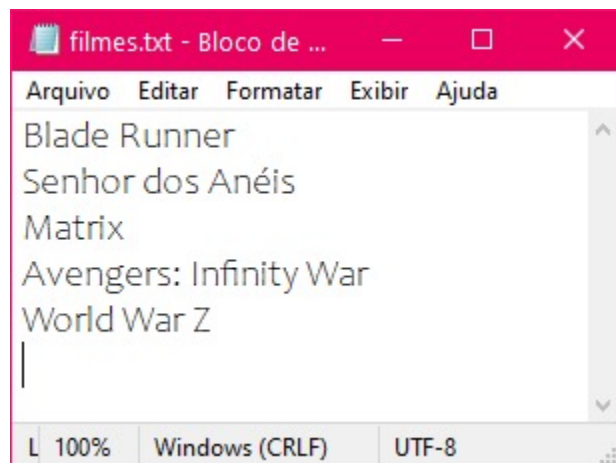 filmes.txt - Bloco de ...
Arquivo Editar Formatar Exibir Ajuda
Blade Runner
Senhor dos Anéis
Matrix
Avengers: Infinity War
World War Z
L 100% Windows (CRLF) UTF-8